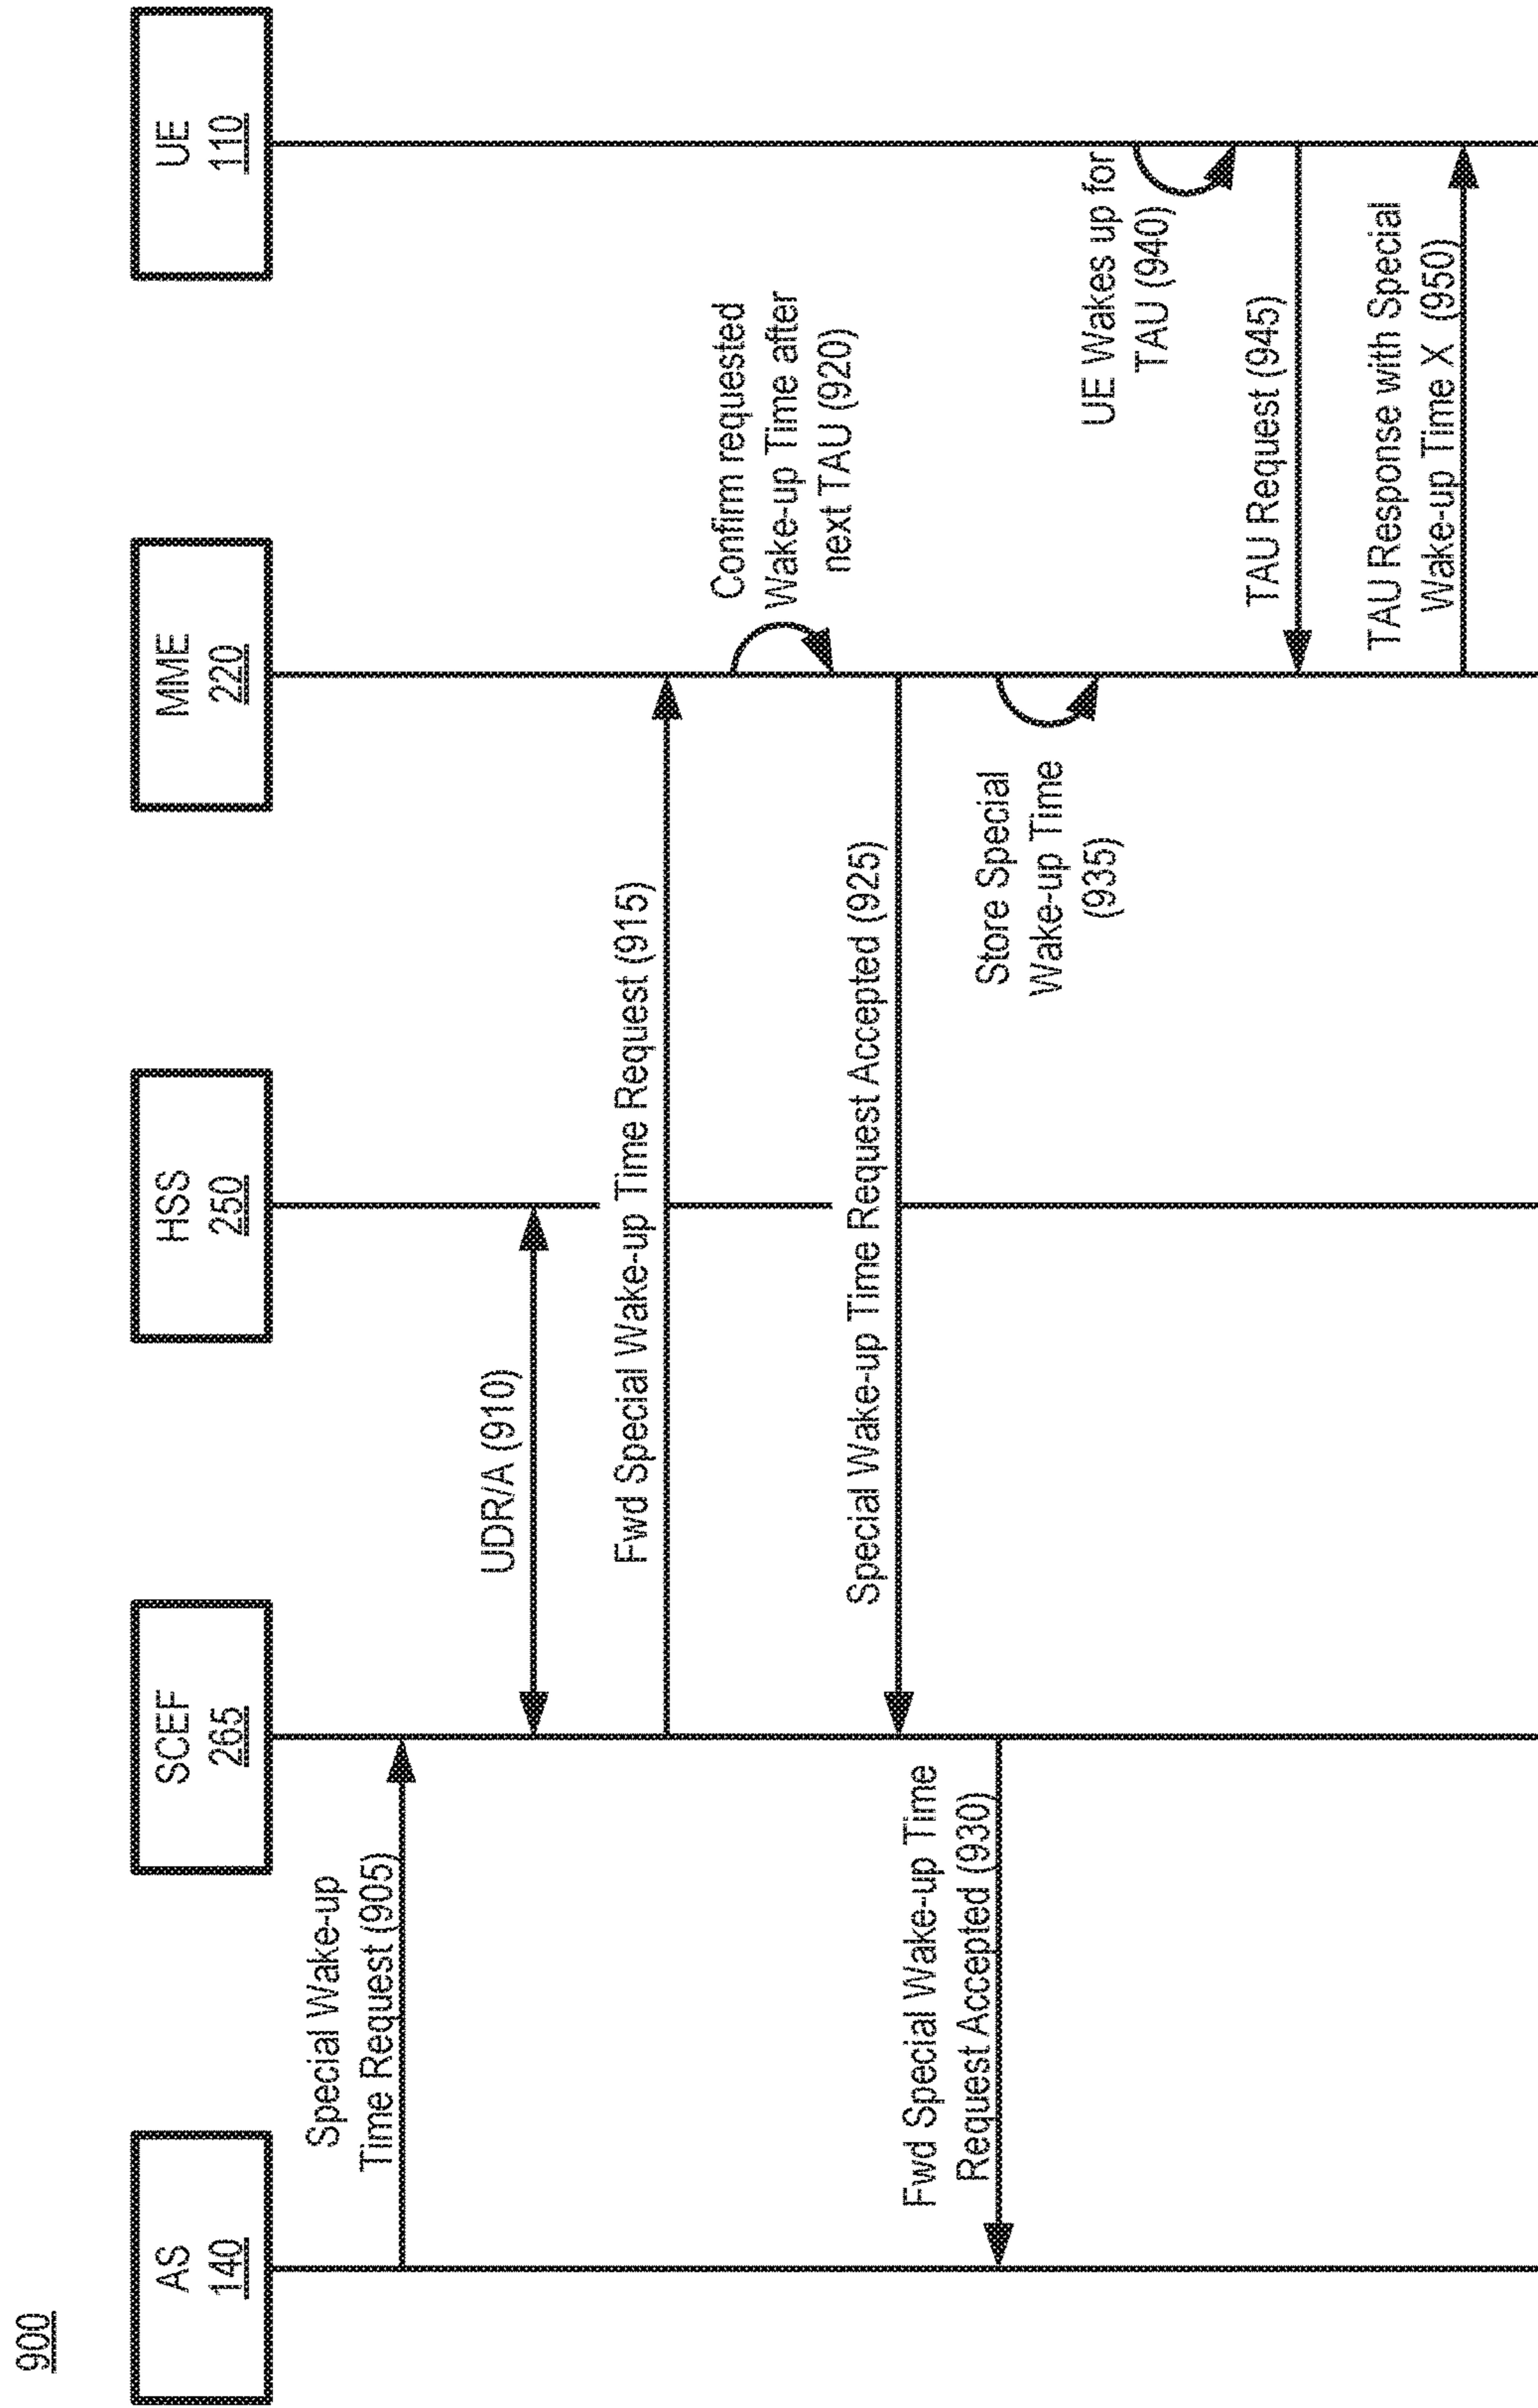 900
AS
140
SCEF
265
HSS
250
MME
220
UE
110
Special Wake-up
Time Request (905)
UDR/A (910)
Fwd Special Wake-up Time Request (915)
Confirm requested
Wake-up Time after
next TAU (920)
Special Wake-up Time Request Accepted (925)
Fwd Special Wake-up Time
Request Accepted (930)
Store Special
Wake-up Time
(935)
UE Wakes up for
TAU (940)
TAU Request (945)
TAU Response with Special
Wake-up Time X (950)